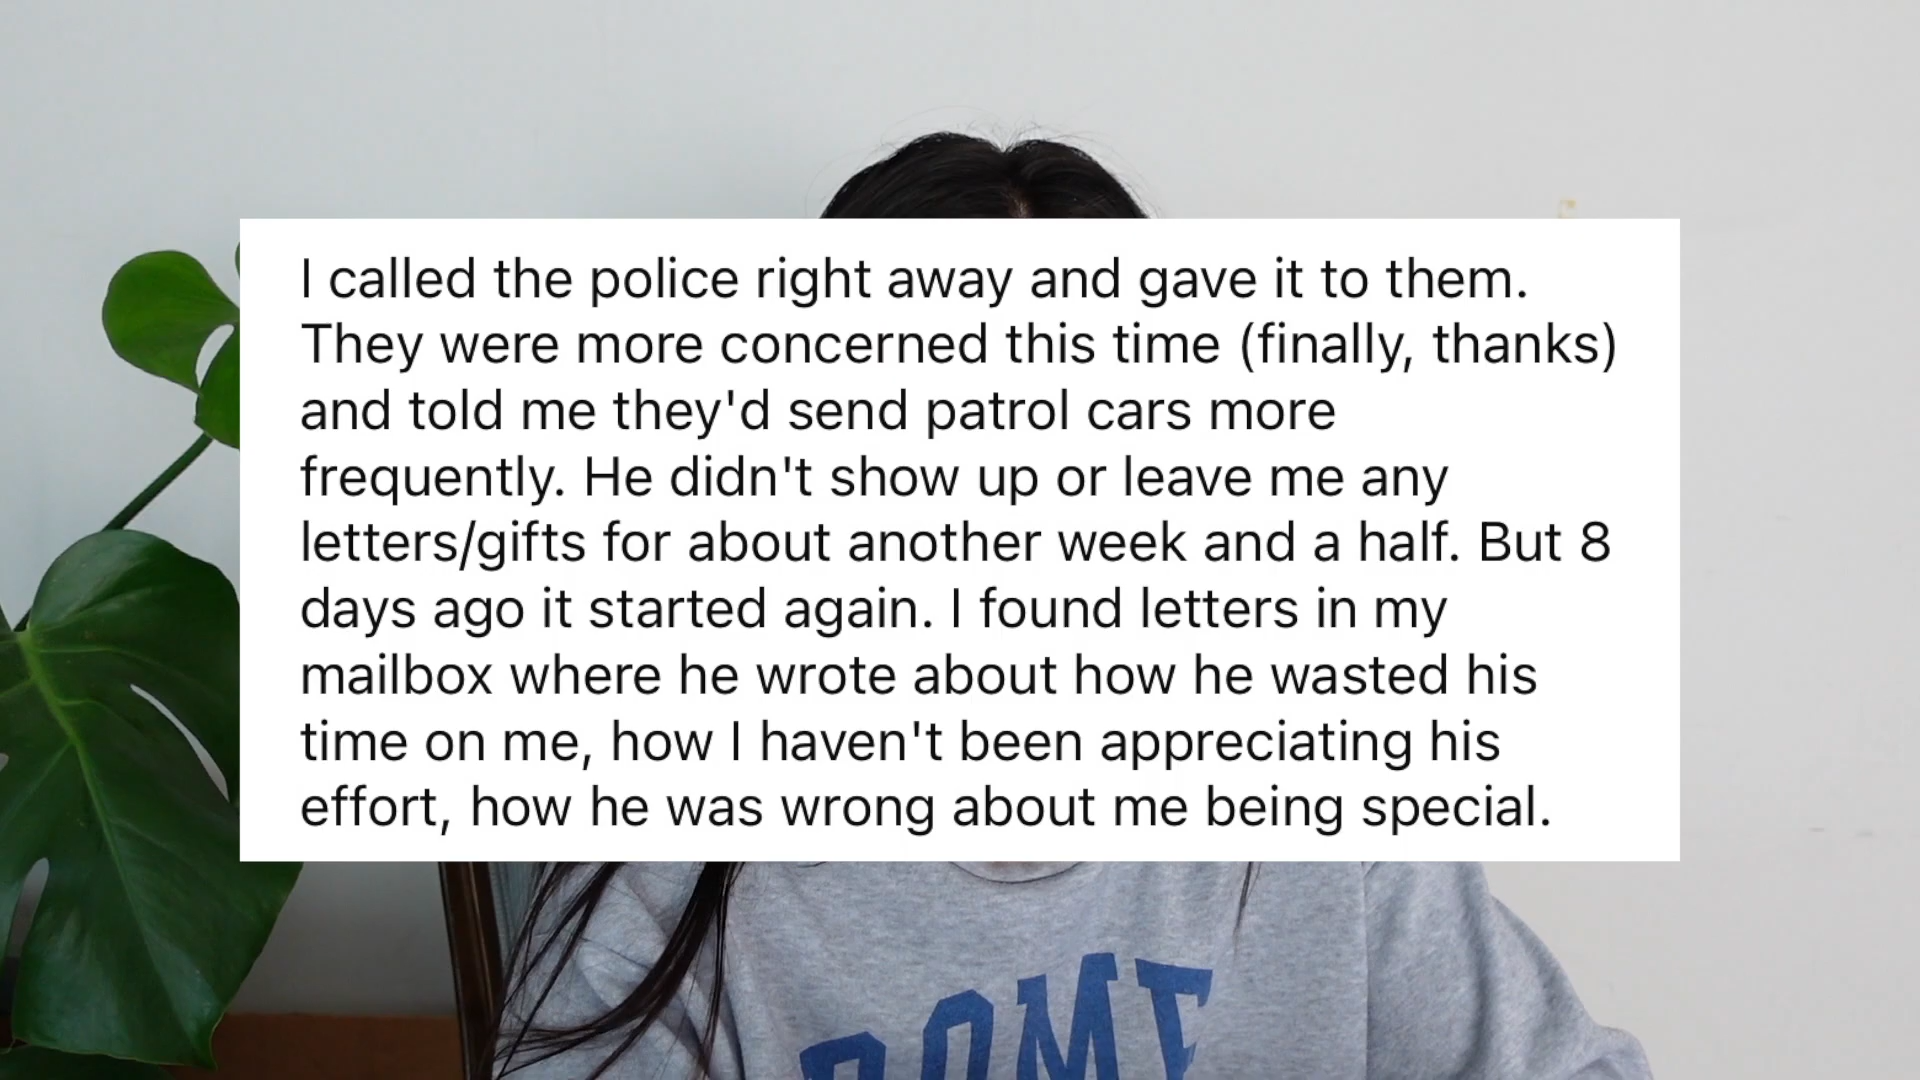 I called the police right away and gave it to them.
They were more concerned this time (finally, thanks)
and told me they'd send patrol cars more
frequently. He didn't show up or leave me any
letters/gifts for about another week and a half. But 8
days ago it started again. I found letters in my
mailbox where he wrote about how he wasted his
time on me, how I haven't been appreciating his
effort, how he was wrong about me being special.
ROME